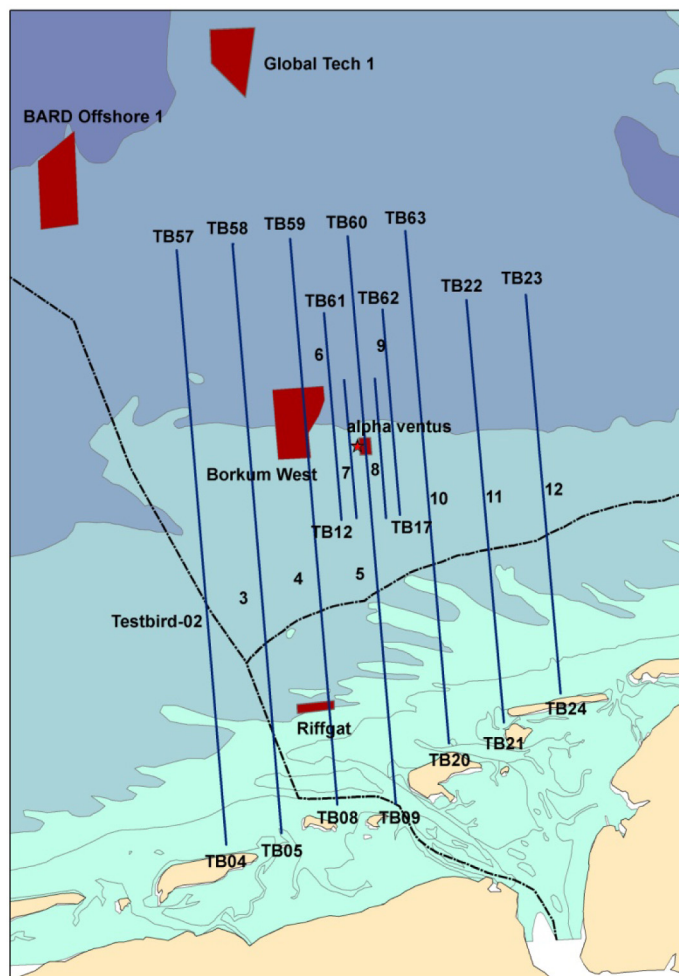 Global Tech 1
BARD Offshore 1
TB57
TB58
TB59
TB60
TB63
TB61
TB62
TB22
TB23
6
9
alpha ventus
Borkum West
7
8
TB12
TB17
10
11
12
3
4
5
Testbird-02
Riffgat
TB24
TB21
TB20
TB08
TB09
TB05
TB04